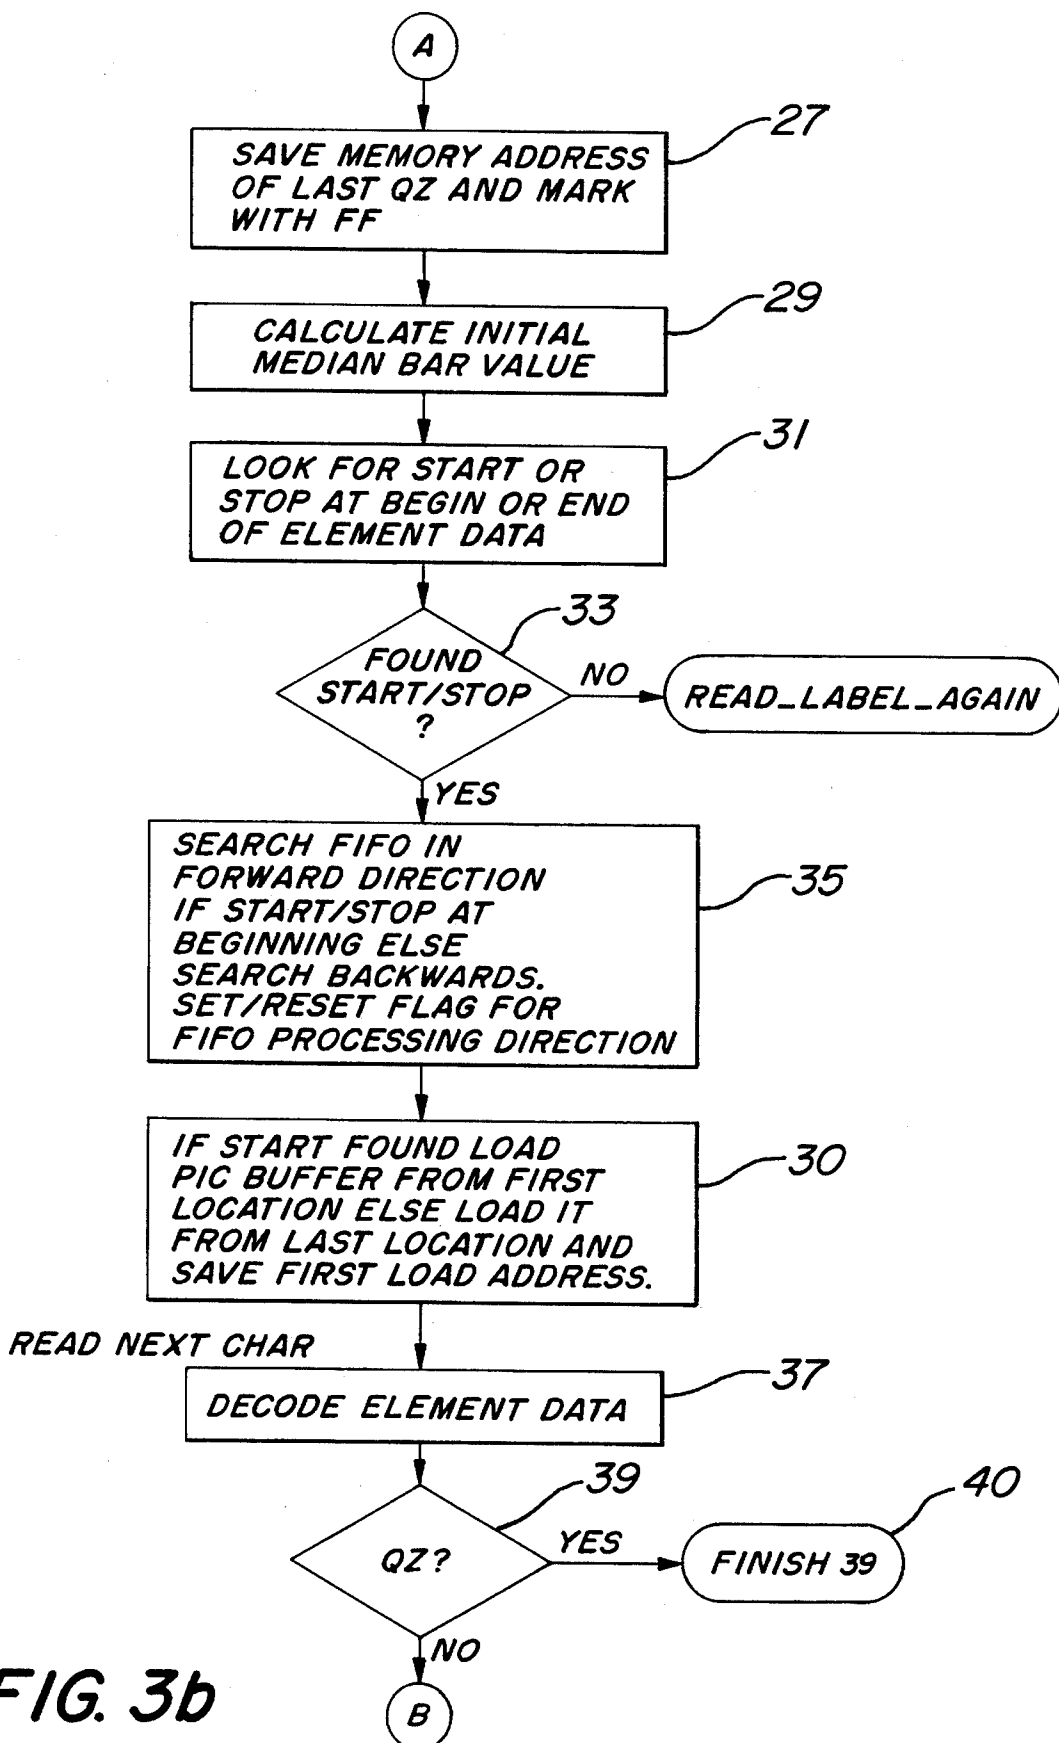 A
27
SAVE MEMORY ADDRESS
OF LAST QZ AND MARK
WITH FF
29
CALCULATE INITIAL
MEDIAN BAR VALUE
31
LOOK FOR START OR
STOP AT BEGIN OR END
OF ELEMENT DATA
33
FOUND
START/STOP
?
NO
READ_LABEL_AGAIN
YES
SEARCH FIFO IN
FORWARD DIRECTION
IF START/STOP AT
BEGINNING ELSE
SEARCH BACKWARDS.
SET/RESET FLAG FOR
FIFO PROCESSING DIRECTION
35
IF START FOUND LOAD
PIC BUFFER FROM FIRST
LOCATION ELSE LOAD IT
FROM LAST LOCATION AND
SAVE FIRST LOAD ADDRESS.
30
READ NEXT CHAR
37
DECODE ELEMENT DATA
39
QZ?
YES
40
FINISH 39
NO
B
FIG. 3b